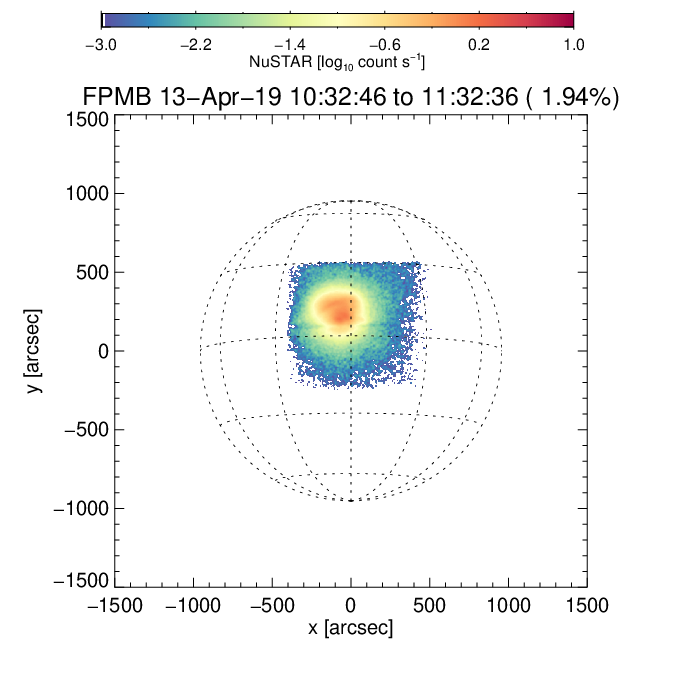 −3.0 −2.2 −1.4 −0.6 0.2 1.0
NuSTAR [log10 count s−1]
FPMB 13−Apr−19 10:32:46 to 11:32:36 ( 1.94%)
1500
1000
500
0
−500
−1000
−1500
y [arcsec]
−1500 −1000 −500 0 500 1000 1500
x [arcsec]